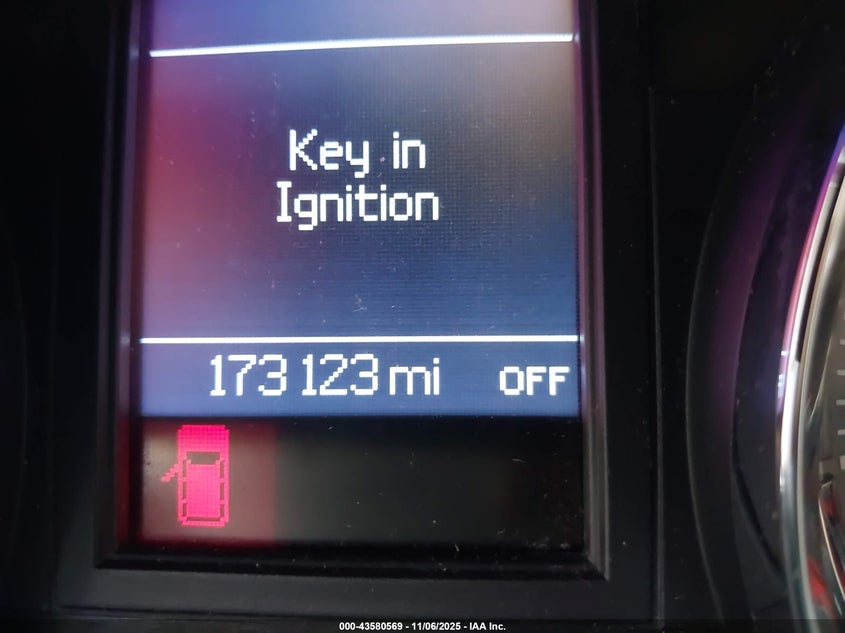 Key in
Ignition
173 123 mi OFF
000-43580569 - 11/06/2025 - IAA Inc.